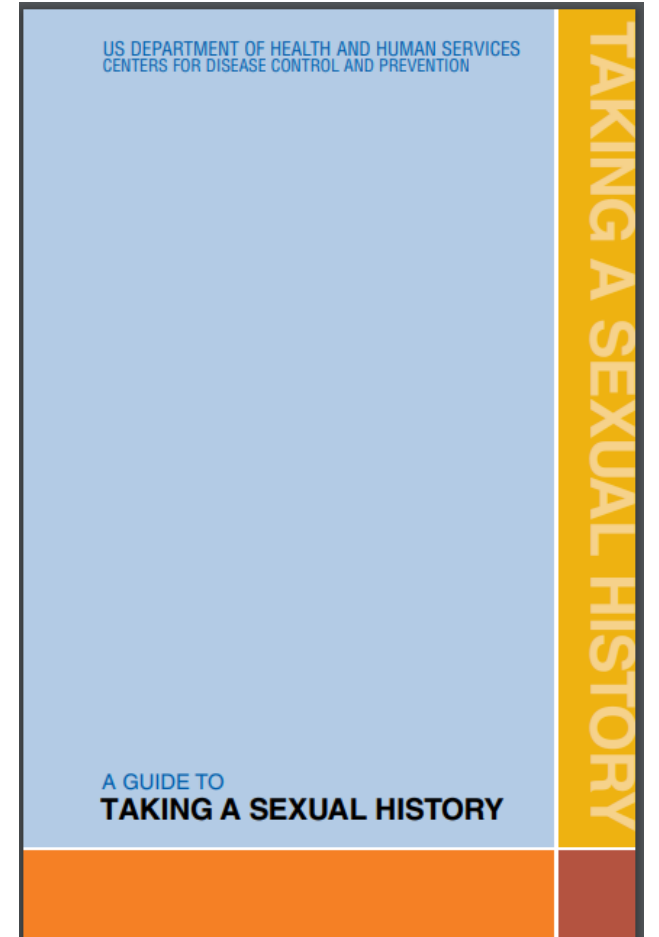 US DEPARTMENT OF HEALTH AND HUMAN SERVICES
CENTERS FOR DISEASE CONTROL AND PREVENTION
TAKING A SEXUAL HISTORY
A GUIDE TO
TAKING A SEXUAL HISTORY